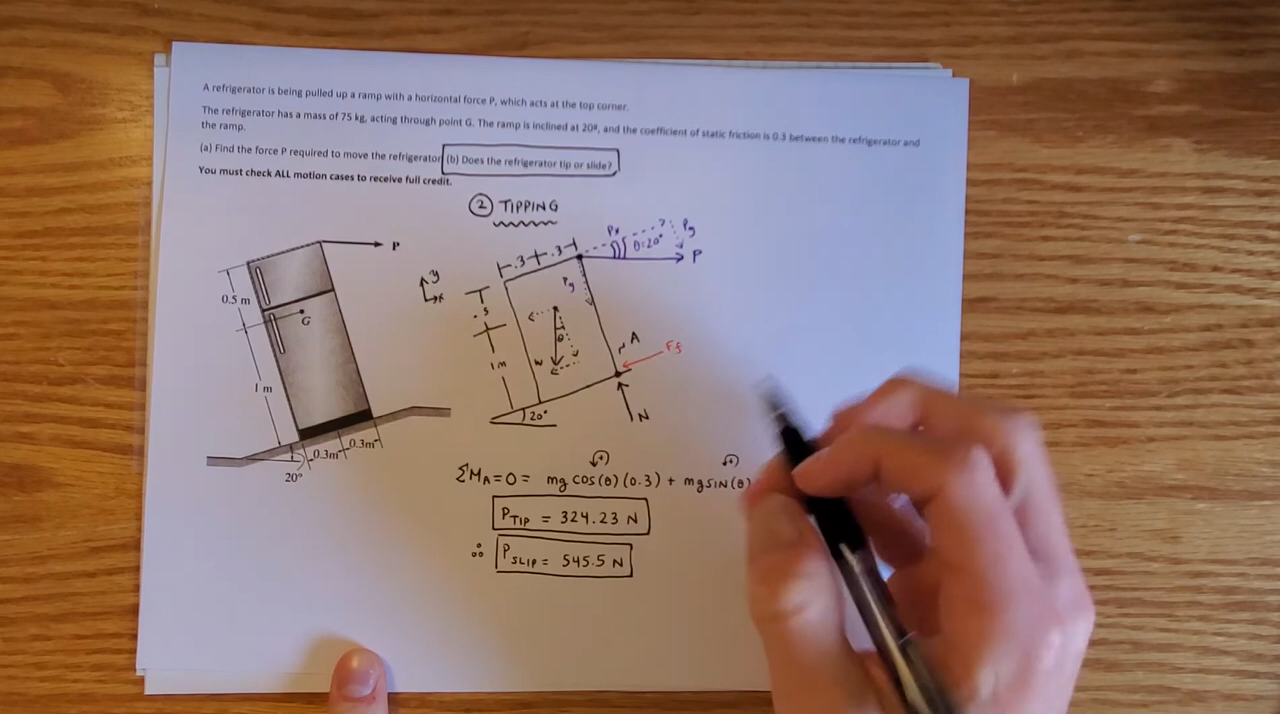 A refrigerator is being pulled up a ramp with a horizontal force P, which acts at the top corner.
The refrigerator has a mass of 75 kg, acting through point G. The ramp is inclined at 20º, and the coefficient of static friction is 0.3 between the refrigerator and
the ramp.
(a) Find the force P required to move the refrigerator (b) Does the refrigerator tip or slide?
You must check ALL motion cases to receive full credit.
② TIPPING
P
0.5 m
G
1 m
0.3m
0.3m
20°
y
x
.3
.3
Px
θ=20°
Py
P
Py
.5
θ
W
1m
A
Ff
20°
N
ΣMA=0= mg cos(θ)(0.3) + mg SIN(θ)
PTIP = 324.23 N
∴ PSLIP = 545.5 N